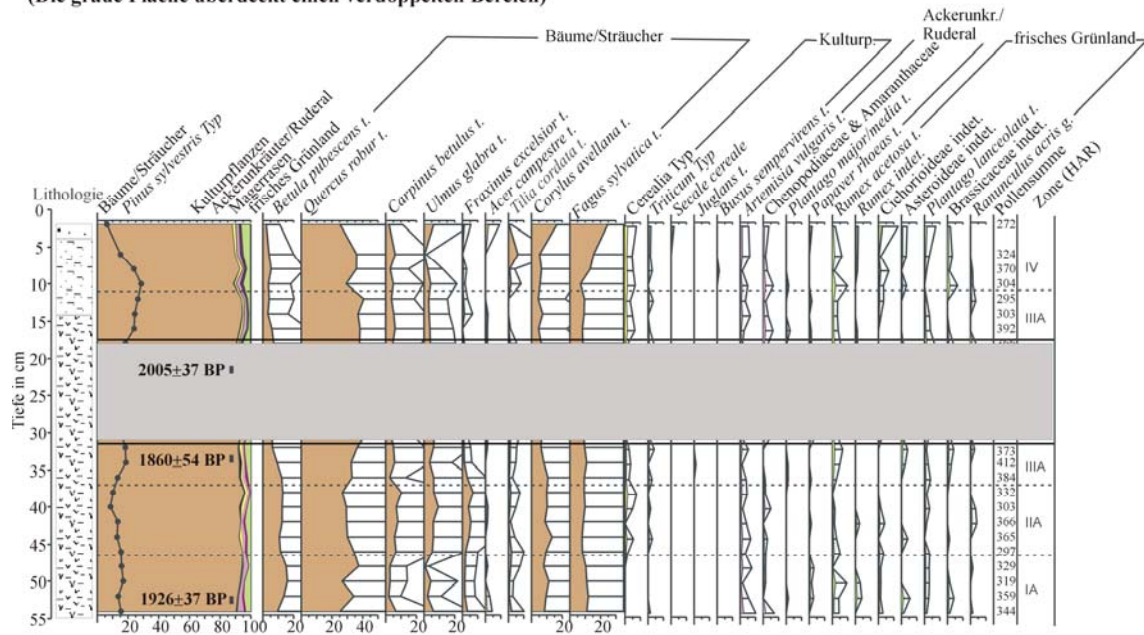 (Die graue Fläche überdeckt einen verdoppelten Bereich)
Bäume/Sträucher
Kulturp.
Ackerunkr./
Ruderal
frisches Grünland
Lithologie
Bäume/Sträucher
Pinus sylvestris Typ
Kulturpflanzen
Ackerunkräuter/Ruderal
Magerrasen
frisches Grünland
Betula pubescens t.
Quercus robur t.
Carpinus betulus t.
Ulmus glabra t.
Fraxinus excelsior t.
Acer campestre t.
Tilia cordata t.
Corylus avellana t.
Fagus sylvatica t.
Cerealia Typ
Triticum Typ
Secale cereale
Juglans t.
Buxus sempervirens t.
Artemisia vulgaris t.
Chenopodiaceae & Amaranthaceae
Plantago major/media t.
Papaver rhoeas t.
Rumex acetosa t.
Rumex indet.
Cichorioideae indet.
Asteroideae indet.
Plantago lanceolata t.
Brassicaceae indet.
Ranunculus acris g.
Pollensumme
Zone (HAR)
Tiefe in cm
0
5
10
15
20
25
30
35
40
45
50
55
2005±37 BP
1860±54 BP
1926±37 BP
272
324
370
304
295
303
392
373
412
384
332
303
366
365
297
329
319
359
344
IV
IIIA
IIIA
IIA
IA
20 40 60 80 100 20 20 20 20 20 20